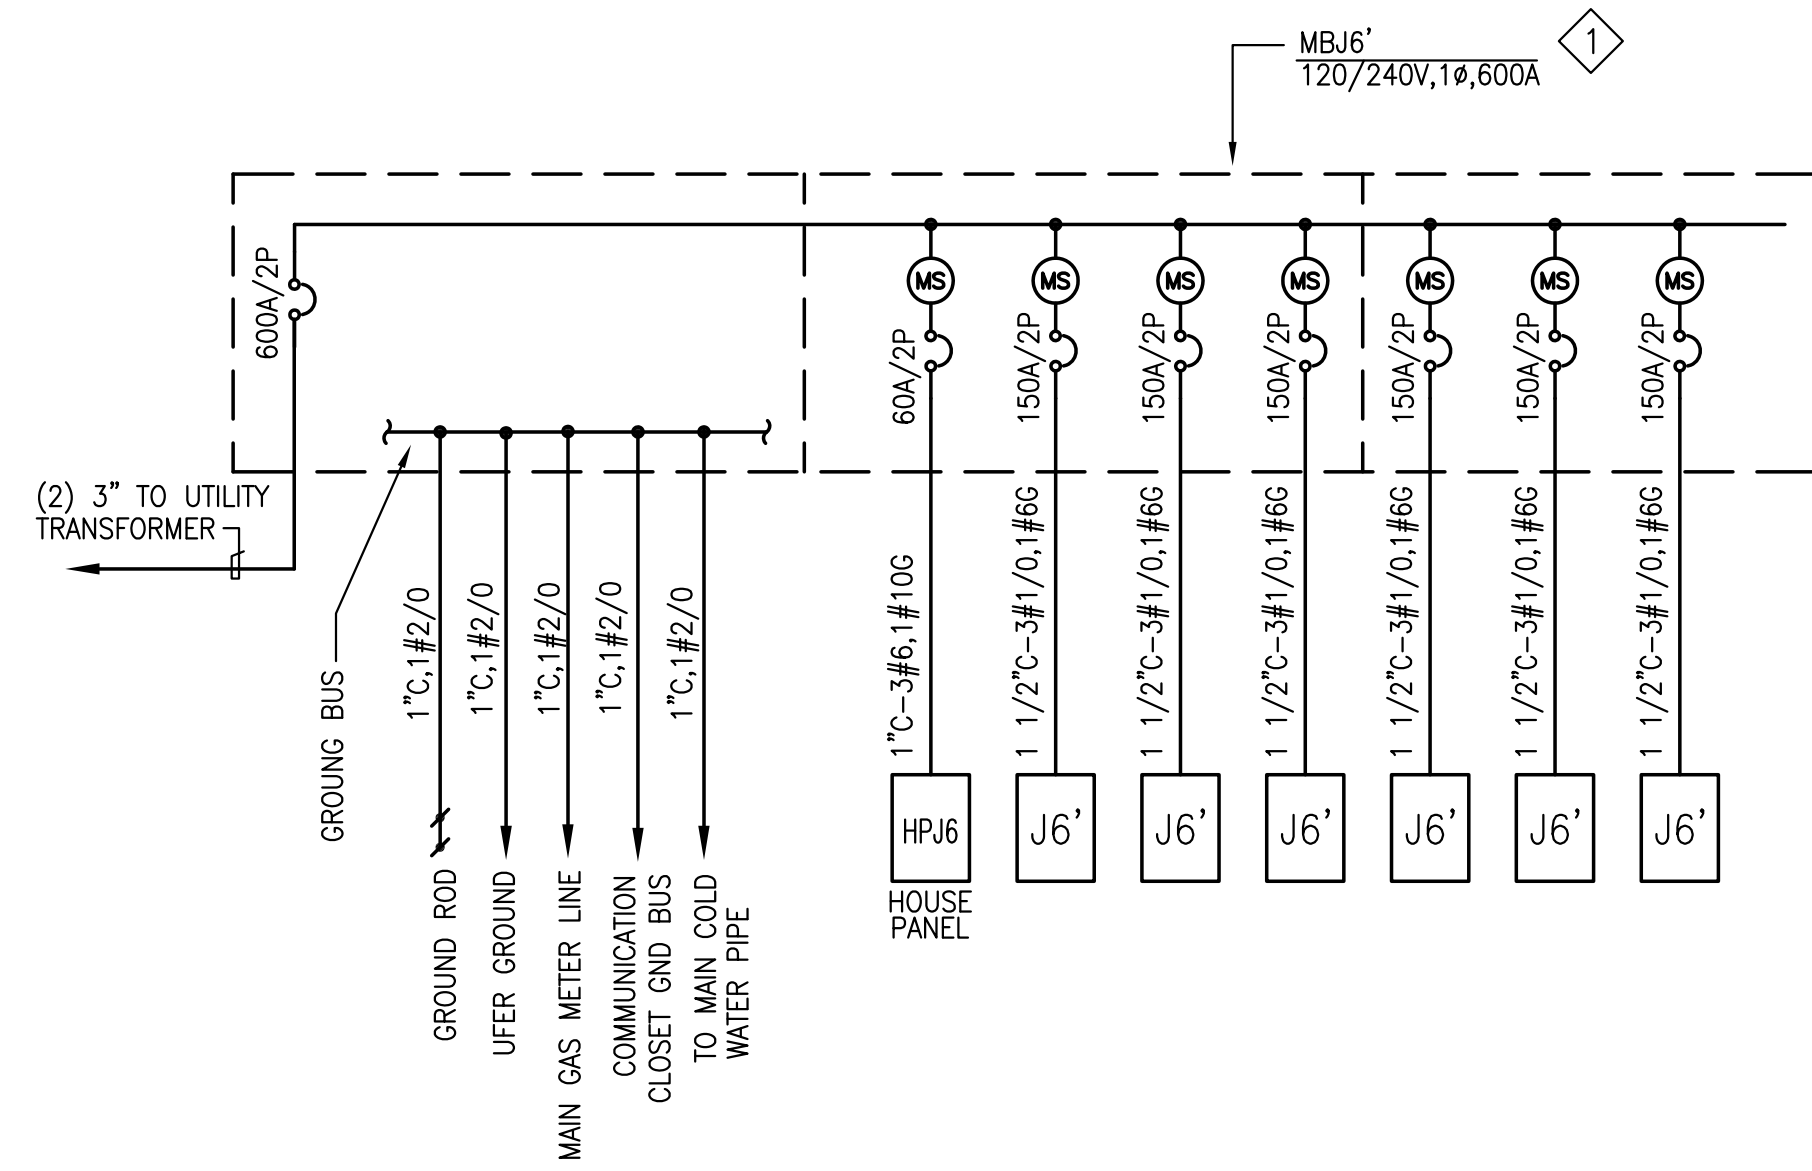 MBJ6'
120/240V,1ø,600A
1
600A/2P
MS
MS
MS
MS
MS
MS
MS
60A/2P
150A/2P
150A/2P
150A/2P
150A/2P
150A/2P
150A/2P
(2) 3" TO UTILITY
TRANSFORMER
GROUNG BUS
1"C,1#2/0
1"C,1#2/0
1"C,1#2/0
1"C,1#2/0
1"C,1#2/0
1"C-3#6,1#10G
1 1/2"C-3#1/0,1#6G
1 1/2"C-3#1/0,1#6G
1 1/2"C-3#1/0,1#6G
1 1/2"C-3#1/0,1#6G
1 1/2"C-3#1/0,1#6G
1 1/2"C-3#1/0,1#6G
HPJ6
J6'
J6'
J6'
J6'
J6'
J6'
HOUSE
PANEL
GROUND ROD
UFER GROUND
MAIN GAS METER LINE
COMMUNICATION
CLOSET GND BUS
TO MAIN COLD
WATER PIPE